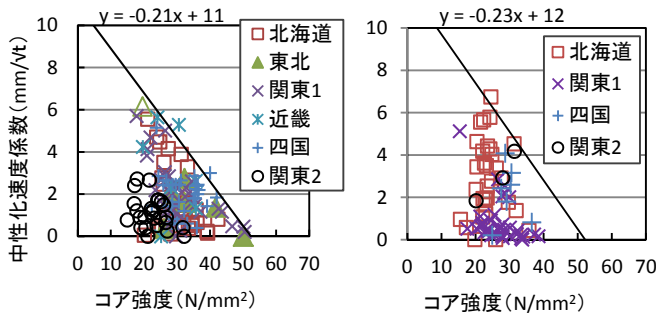 y = -0.21x + 11
中性化速度係数(mm/√t)
10
8
6
4
2
0
0 10 20 30 40 50 60 70
コア強度(N/mm²)
北海道
東北
関東1
近畿
四国
関東2
y = -0.23x + 12
10
8
6
4
2
0
0 10 20 30 40 50 60 70
コア強度(N/mm²)
北海道
関東1
四国
関東2